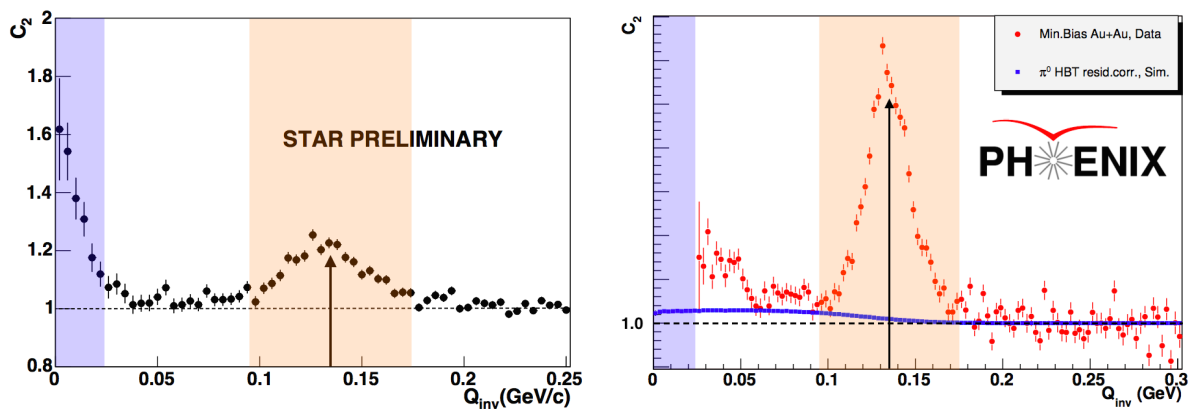 C₂
2
1.8
1.6
1.4
1.2
1
0.8
STAR PRELIMINARY
0 0.05 0.1 0.15 0.2 0.25
Q_inv (GeV/c)
C₂
1.0
Min.Bias Au+Au, Data
π⁰ HBT resid.corr., Sim.
PHENIX
0 0.05 0.1 0.15 0.2 0.25 0.3
Q_inv (GeV)